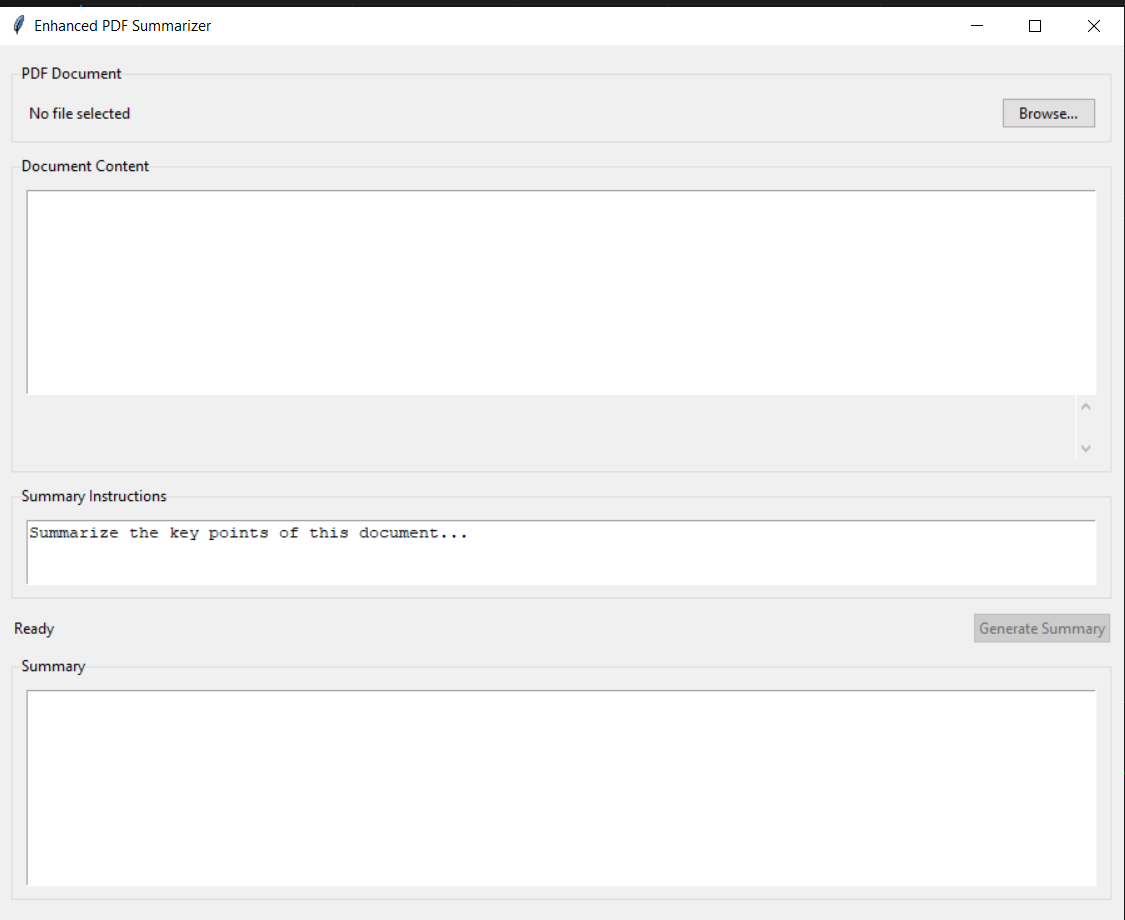 Enhanced PDF Summarizer
PDF Document
No file selected
Browse...
Document Content
Summary Instructions
Summarize the key points of this document...
Ready
Generate Summary
Summary